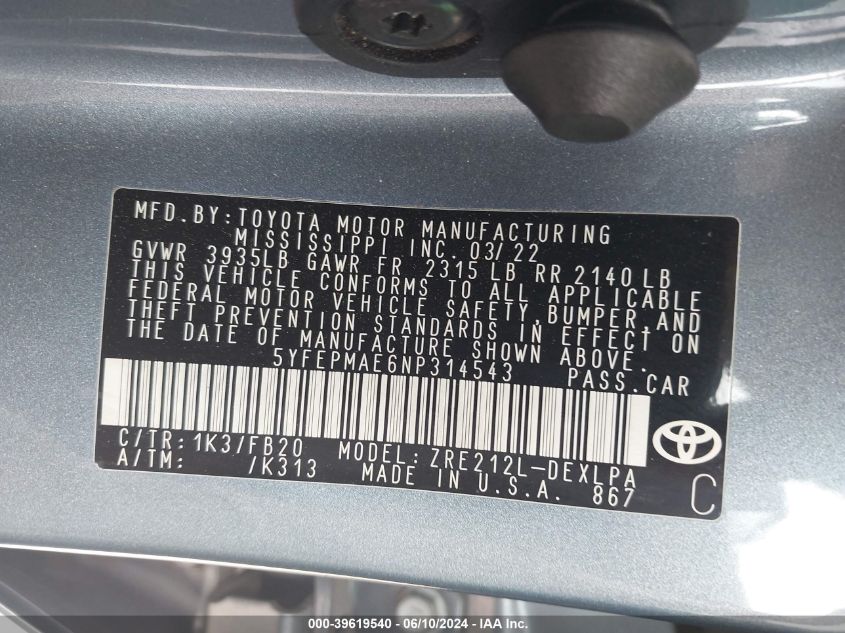 MFD.BY:TOYOTA MOTOR MANUFACTURING
MISSISSIPPI INC. 03/22
GVWR 3935LB GAWR FR 2315 LB RR 2140 LB
THIS VEHICLE CONFORMS TO ALL APPLICABLE
FEDERAL MOTOR VEHICLE SAFETY, BUMPER, AND
THEFT PREVENTION STANDARDS IN EFFECT ON
THE DATE OF MANUFACTURE SHOWN ABOVE.
5YFEPMAE6NP314543 PASS.CAR
C/TR:1K3/FB20 MODEL:ZRE212L-DEXLPA
A/TM: /K313 MADE IN U.S.A. 867
C
000-39619540 - 06/10/2024 - IAA Inc.